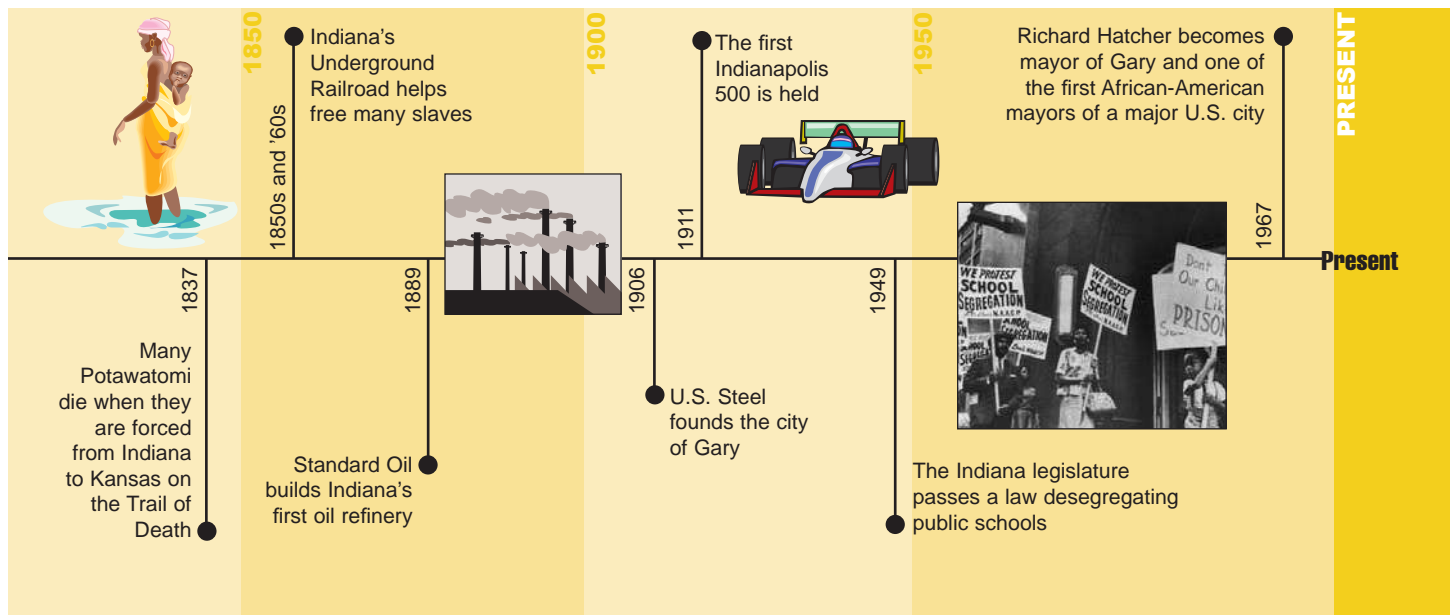 1850
1900
1950
PRESENT
Indiana's
Underground
Railroad helps
free many slaves
1850s and '60s
The first
Indianapolis
500 is held
1911
Richard Hatcher becomes
mayor of Gary and one of
the first African-American
mayors of a major U.S. city
1967
Present
1837
Many
Potawatomi
die when they
are forced
from Indiana
to Kansas on
the Trail of
Death
1889
Standard Oil
builds Indiana's
first oil refinery
1906
U.S. Steel
founds the city
of Gary
1949
The Indiana legislature
passes a law desegregating
public schools
WE PROTEST
SCHOOL
SEGREGATION
N.A.A.C.P.
SCHOOL
SEGREGATION
WE PROTEST
SCHOOL
SEGREGATION
N.A.A.C.P.
Don't
Our Chi
Lik
PRISON